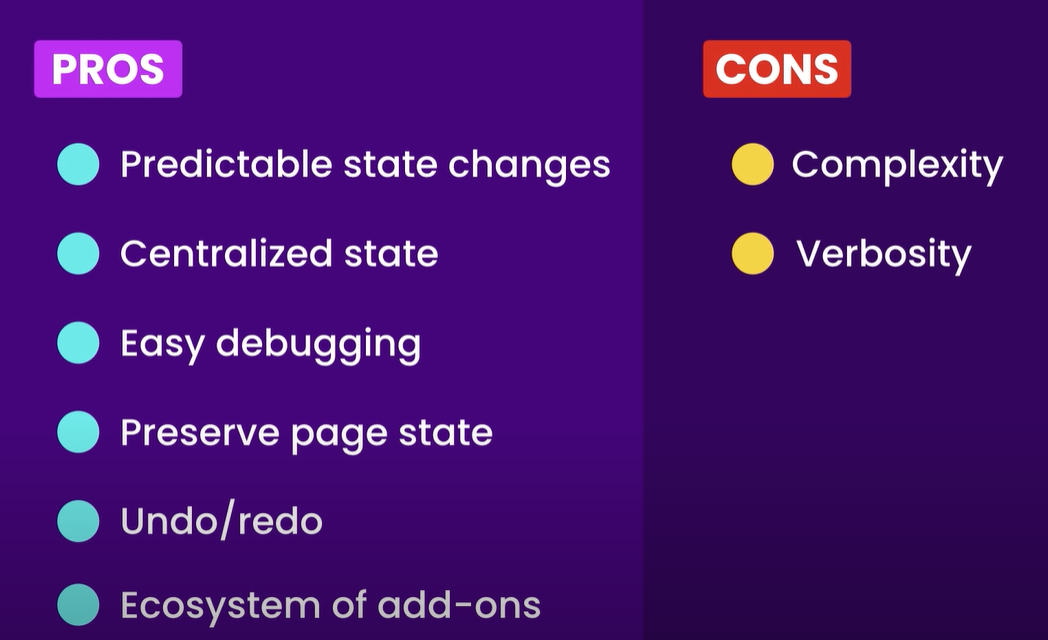 PROS
Predictable state changes
Centralized state
Easy debugging
Preserve page state
Undo/redo
Ecosystem of add-ons
CONS
Complexity
Verbosity